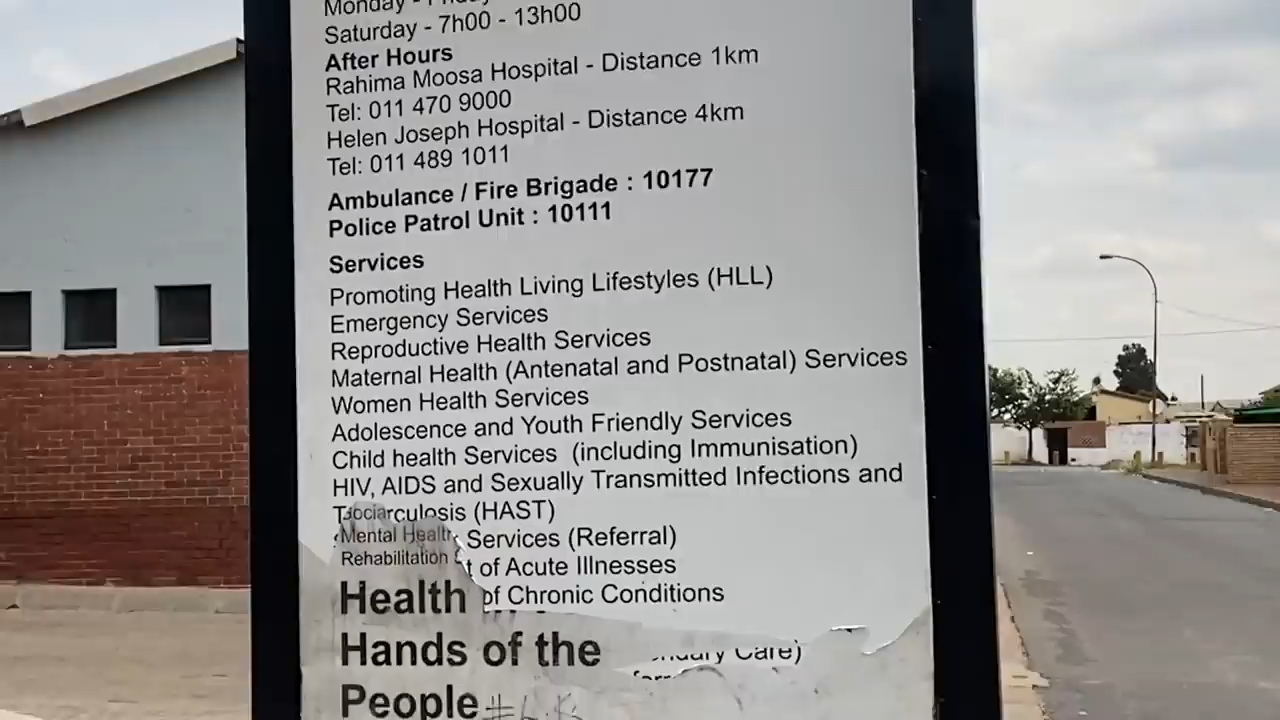 Monday -
Saturday - 7h00 - 13h00
After Hours
Rahima Moosa Hospital - Distance 1km
Tel: 011 470 9000
Helen Joseph Hospital - Distance 4km
Tel: 011 489 1011
Ambulance / Fire Brigade : 10177
Police Patrol Unit : 10111
Services
Promoting Health Living Lifestyles (HLL)
Emergency Services
Reproductive Health Services
Maternal Health (Antenatal and Postnatal) Services
Women Health Services
Adolescence and Youth Friendly Services
Child health Services (including Immunisation)
HIV, AIDS and Sexually Transmitted Infections and
(HAST)
Mental Health Services (Referral)
Rehabilitation of Acute Illnesses
Health of Chronic Conditions
Hands of the
Care)
People